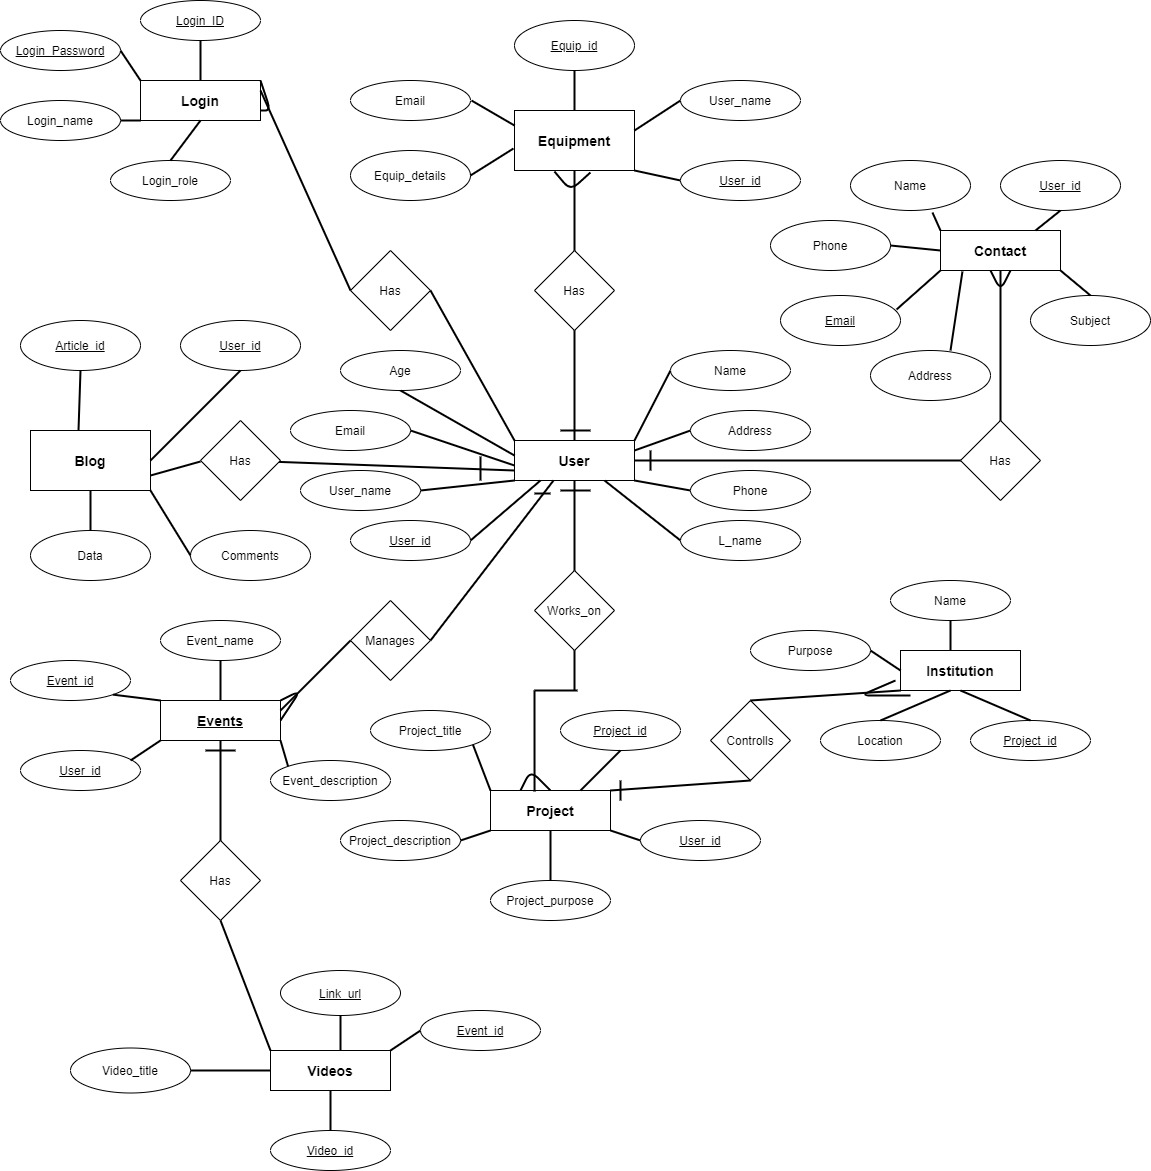 Login_ID
Login_Password
Login
Login_name
Login_role
Equip_id
Email
User_name
Equipment
Equip_details
User_id
Name
User_id
Phone
Contact
Email
Subject
Address
Has
Has
Article_id
User_id
Age
Name
Email
Address
Blog
Has
User
Has
User_name
Phone
User_id
L_name
Data
Comments
Event_name
Manages
Works_on
Name
Event_id
Purpose
Institution
Events
User_id
Event_description
Project_title
Project_id
Controlls
Location
Project_id
Project
Project_description
User_id
Project_purpose
Has
Link_url
Event_id
Video_title
Videos
Video_id